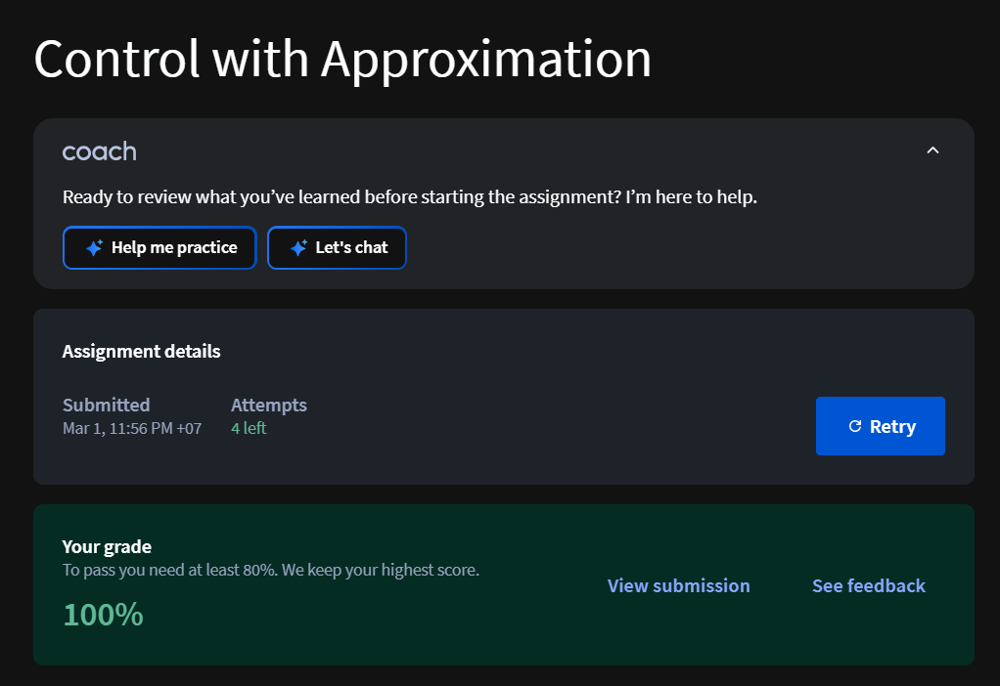 Control with Approximation
coach
Ready to review what you’ve learned before starting the assignment? I’m here to help.
Help me practice
Let's chat
Assignment details
Submitted
Mar 1, 11:56 PM +07
Attempts
4 left
Retry
Your grade
To pass you need at least 80%. We keep your highest score.
100%
View submission
See feedback